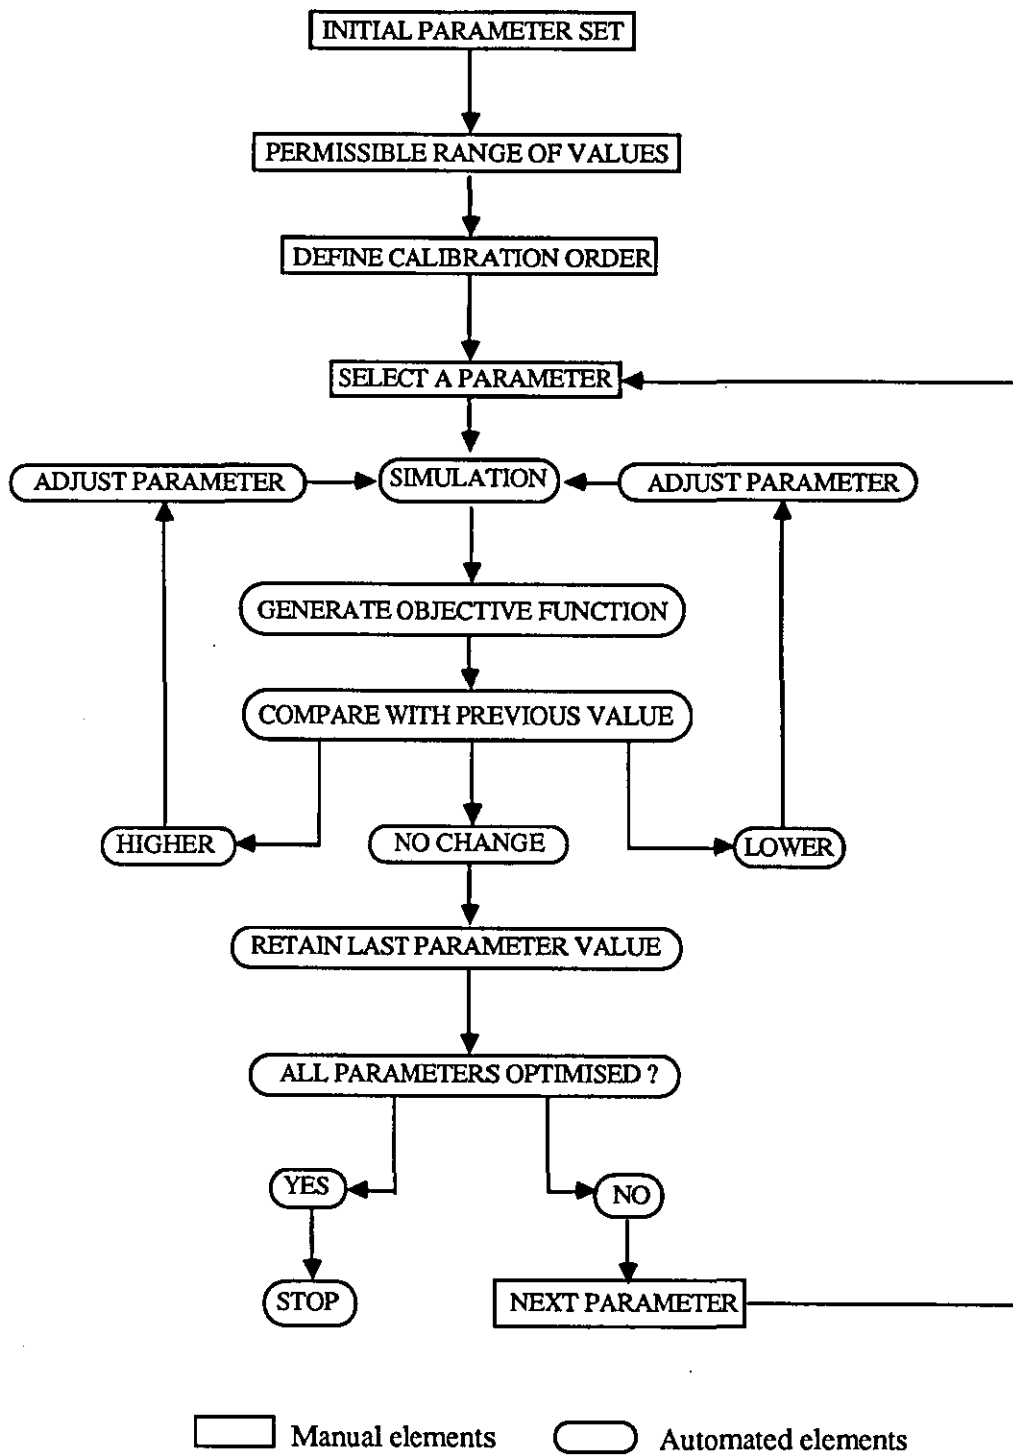 INITIAL PARAMETER SET
PERMISSIBLE RANGE OF VALUES
DEFINE CALIBRATION ORDER
SELECT A PARAMETER
ADJUST PARAMETER
SIMULATION
ADJUST PARAMETER
GENERATE OBJECTIVE FUNCTION
COMPARE WITH PREVIOUS VALUE
HIGHER
NO CHANGE
LOWER
RETAIN LAST PARAMETER VALUE
ALL PARAMETERS OPTIMISED ?
YES
NO
STOP
NEXT PARAMETER
Manual elements
Automated elements